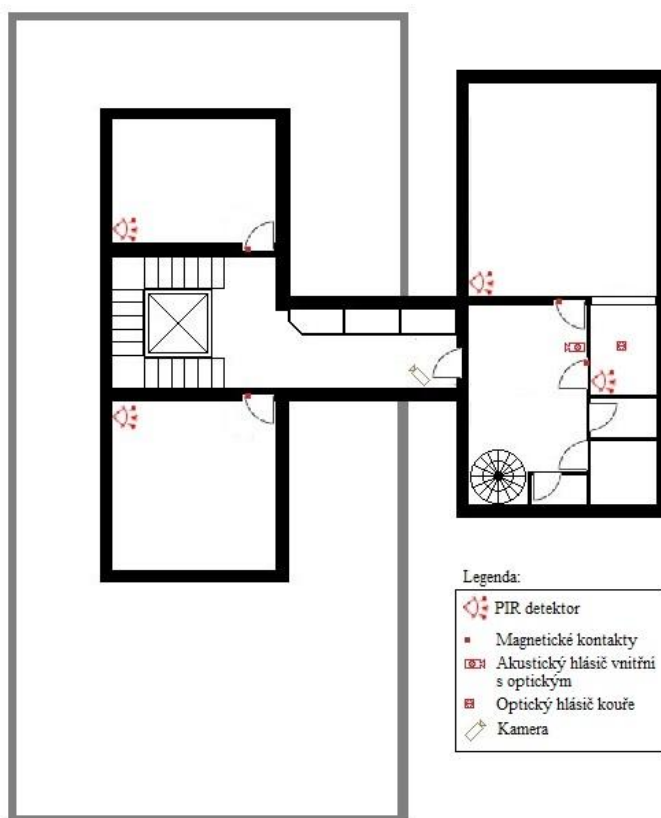 Legenda:
PIR detektor
Magnetické kontakty
Akustický hlásič vnitřní
s optickým
Optický hlásič kouře
Kamera